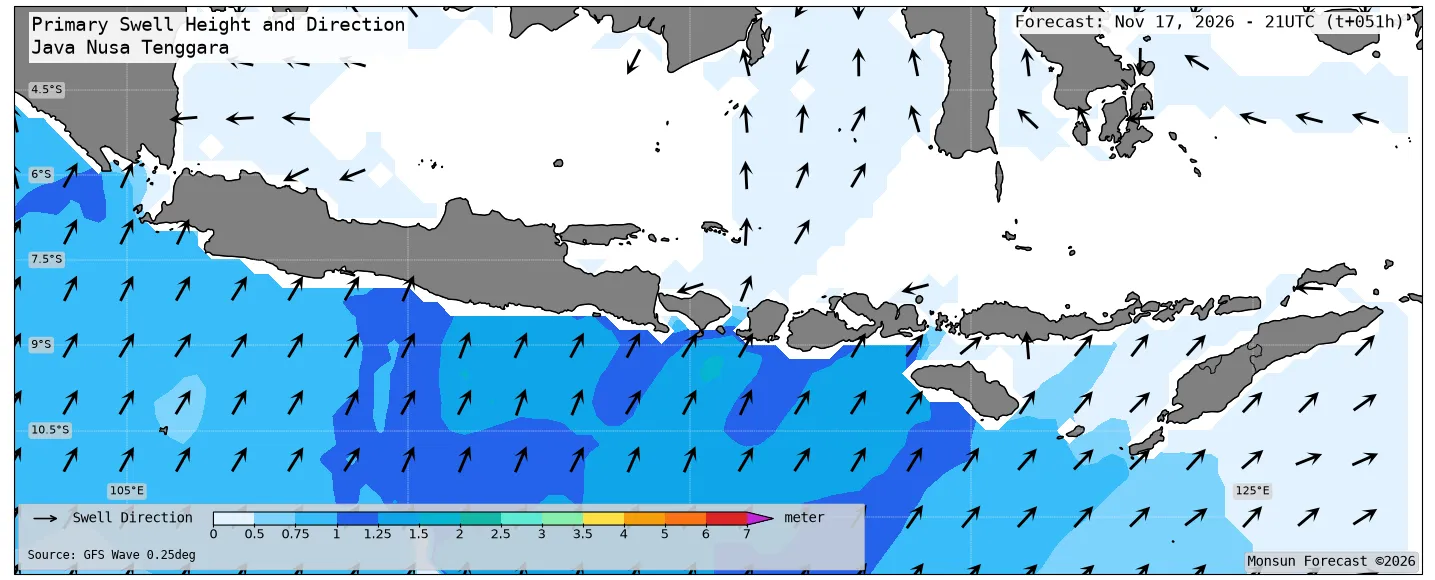 Primary Swell Height and Direction
Java Nusa Tenggara
Forecast: Nov 17, 2026 - 21UTC (t+051h)
4.5°S
6°S
7.5°S
9°S
10.5°S
105°E
125°E
Swell Direction
0 0.5 0.75 1 1.25 1.5 2 2.5 3 3.5 4 5 6 7
meter
Source: GFS Wave 0.25deg
Monsun Forecast ©2026